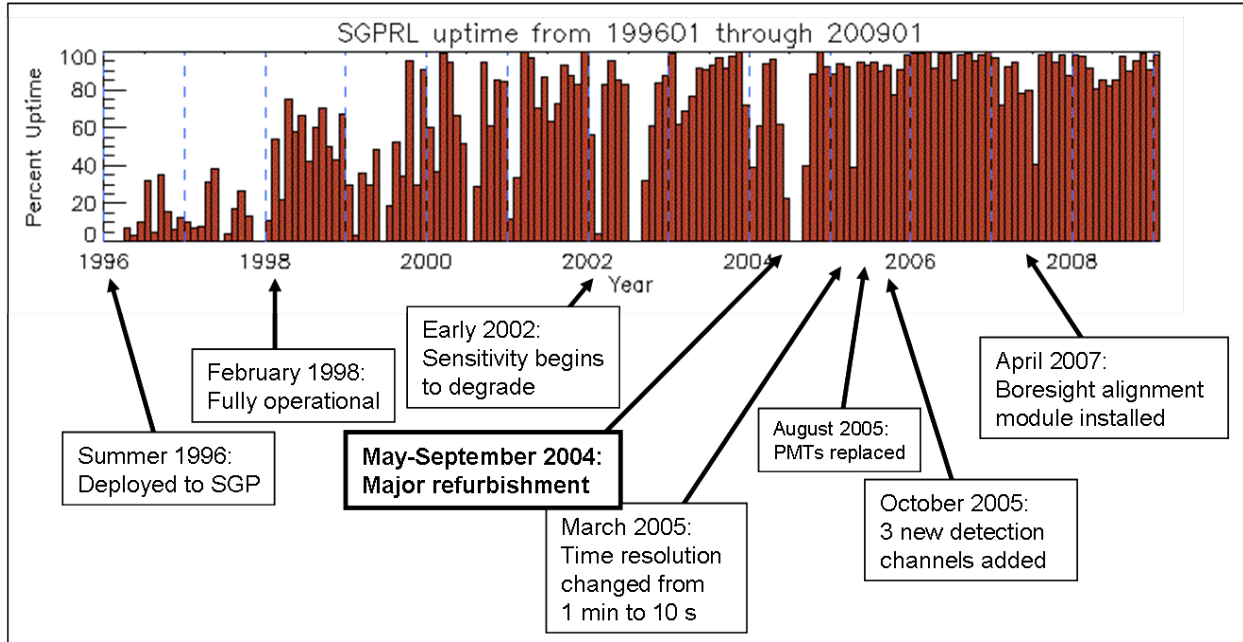 SGPRL uptime from 199601 through 200901
Percent Uptime
100
80
60
40
20
0
1996
1998
2000
2002
2004
2006
2008
Year
Summer 1996:
Deployed to SGP
February 1998:
Fully operational
Early 2002:
Sensitivity begins
to degrade
May-September 2004:
Major refurbishment
March 2005:
Time resolution
changed from
1 min to 10 s
August 2005:
PMTs replaced
October 2005:
3 new detection
channels added
April 2007:
Boresight alignment
module installed